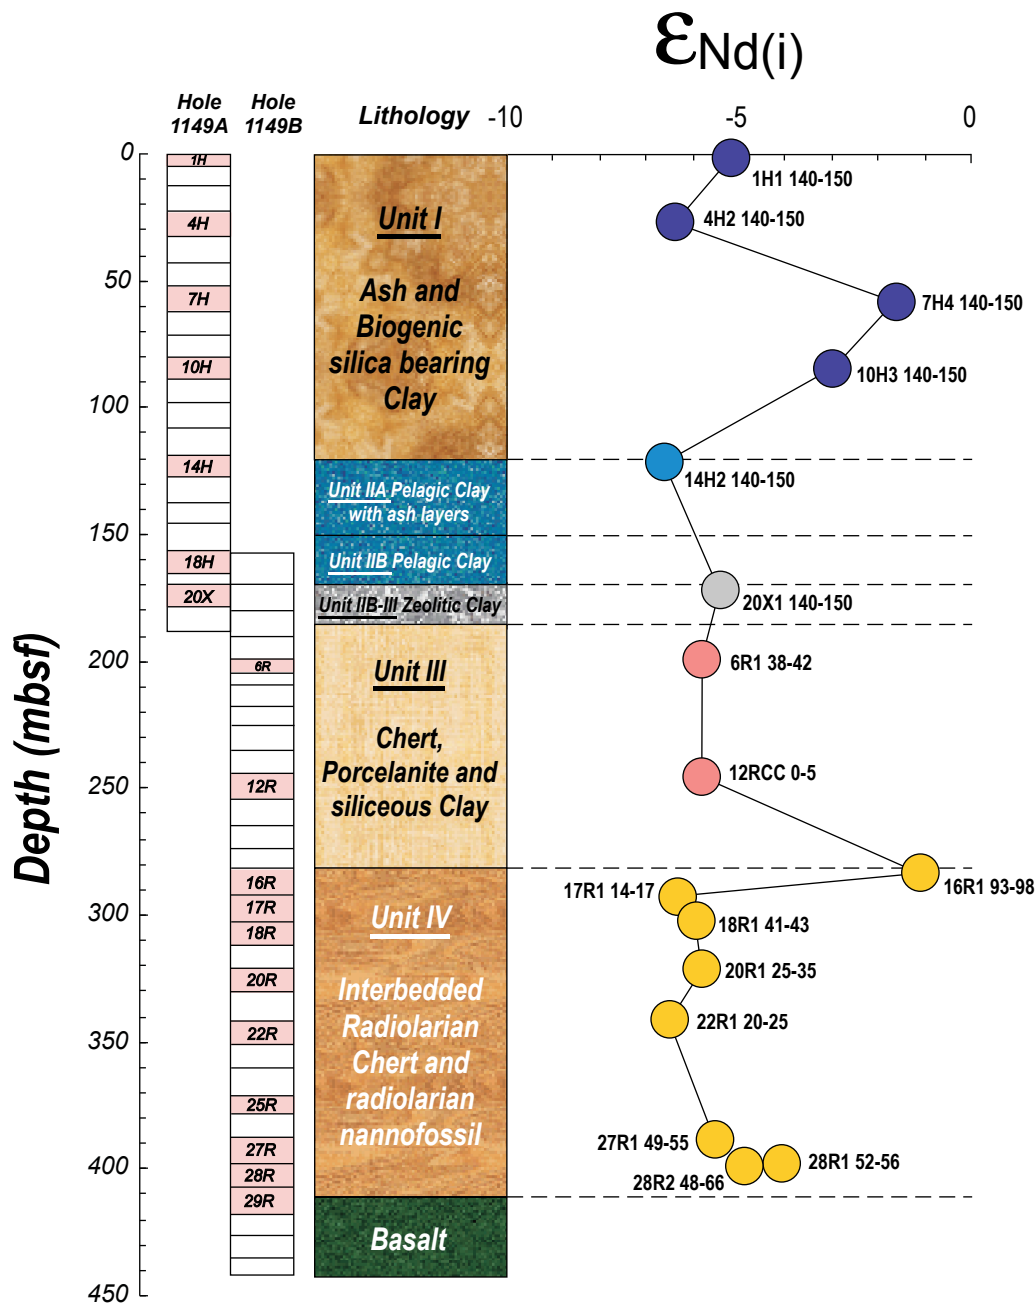 εNd(i)
Hole
1149A
Hole
1149B
Lithology
-10
-5
0
Depth (mbsf)
0
50
100
150
200
250
300
350
400
450
1H
4H
7H
10H
14H
18H
20X
6R
12R
16R
17R
18R
20R
22R
25R
27R
28R
29R
Unit I
Ash and
Biogenic
silica bearing
Clay
Unit IIA Pelagic Clay
with ash layers
Unit IIB Pelagic Clay
Unit IIB-III Zeolitic Clay
Unit III
Chert,
Porcelanite and
siliceous Clay
Unit IV
Interbedded
Radiolarian
Chert and
radiolarian
nannofossil
Basalt
1H1 140-150
4H2 140-150
7H4 140-150
10H3 140-150
14H2 140-150
20X1 140-150
6R1 38-42
12RCC 0-5
16R1 93-98
17R1 14-17
18R1 41-43
20R1 25-35
22R1 20-25
27R1 49-55
28R1 52-56
28R2 48-66